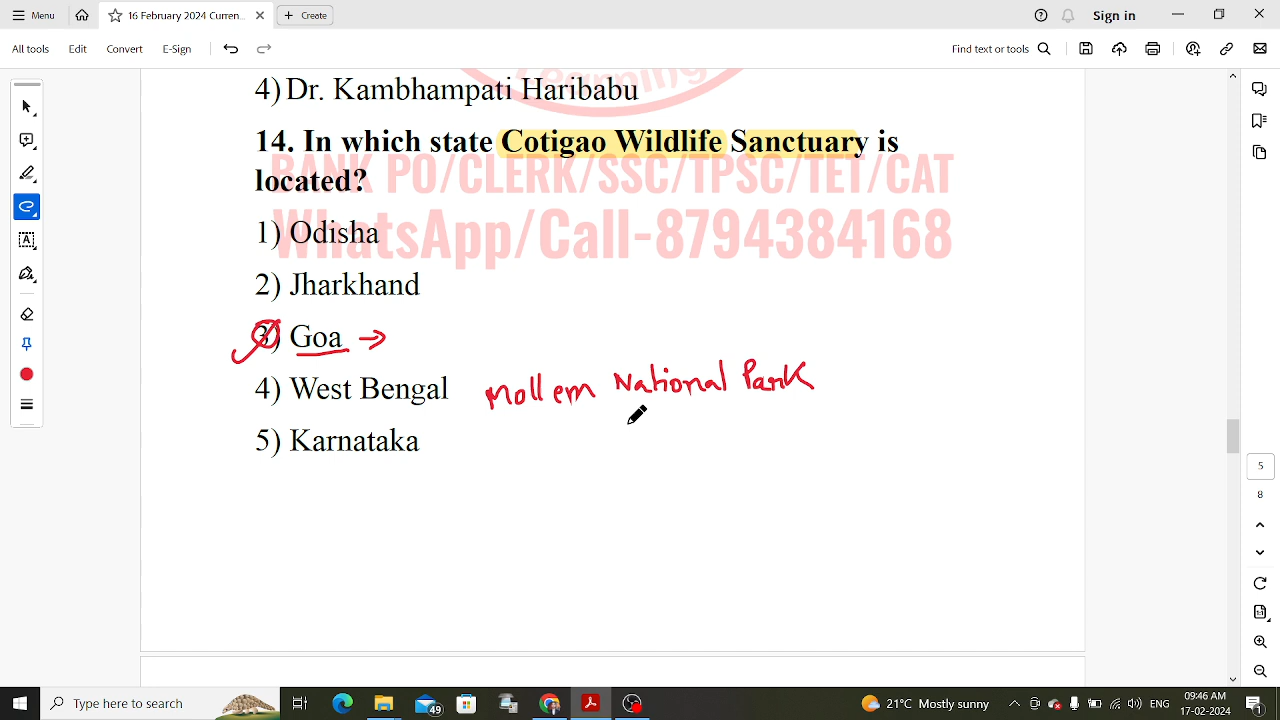 Menu
16 February 2024 Curren..
Create
Sign in
All tools
Edit
Convert
E-Sign
Find text or tools
Learning
4) Dr. Kambhampati Haribabu
14. In which state Cotigao Wildlife Sanctuary is
located?
BANK PO/CLERK/SSC/TPSC/TET/CAT
WhatsApp/Call-8794384168
1) Odisha
2) Jharkhand
3) Goa →
4) West Bengal
Mollem National Park
5) Karnataka
5
8
Type here to search
49
21°C Mostly sunny
ENG
09:46 AM
17-02-2024